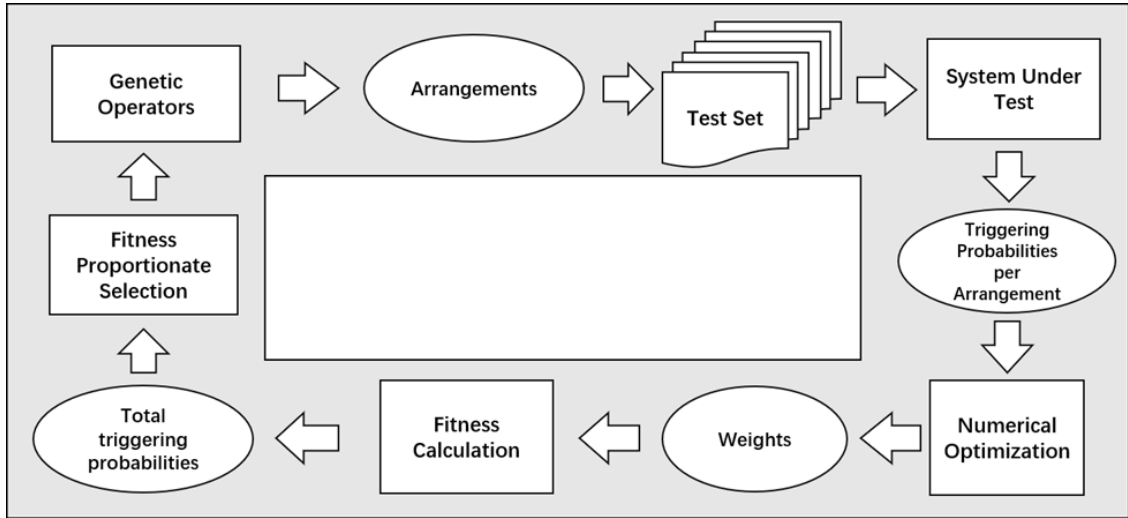 Genetic
Operators
Arrangements
Test Set
System Under
Test
Triggering
Probabilities
per
Arrangement
Numerical
Optimization
Weights
Fitness
Calculation
Total
triggering
probabilities
Fitness
Proportionate
Selection